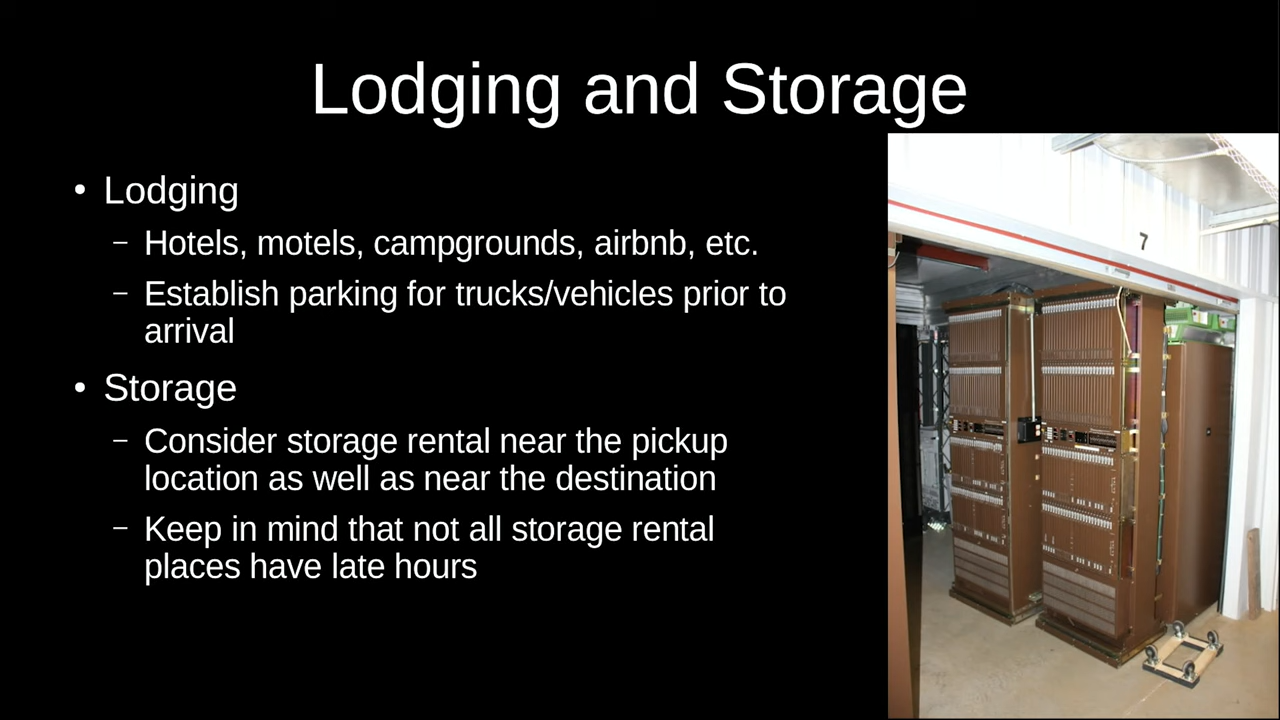 Lodging and Storage
• Lodging
– Hotels, motels, campgrounds, airbnb, etc.
– Establish parking for trucks/vehicles prior to
arrival
• Storage
– Consider storage rental near the pickup
location as well as near the destination
– Keep in mind that not all storage rental
places have late hours
7